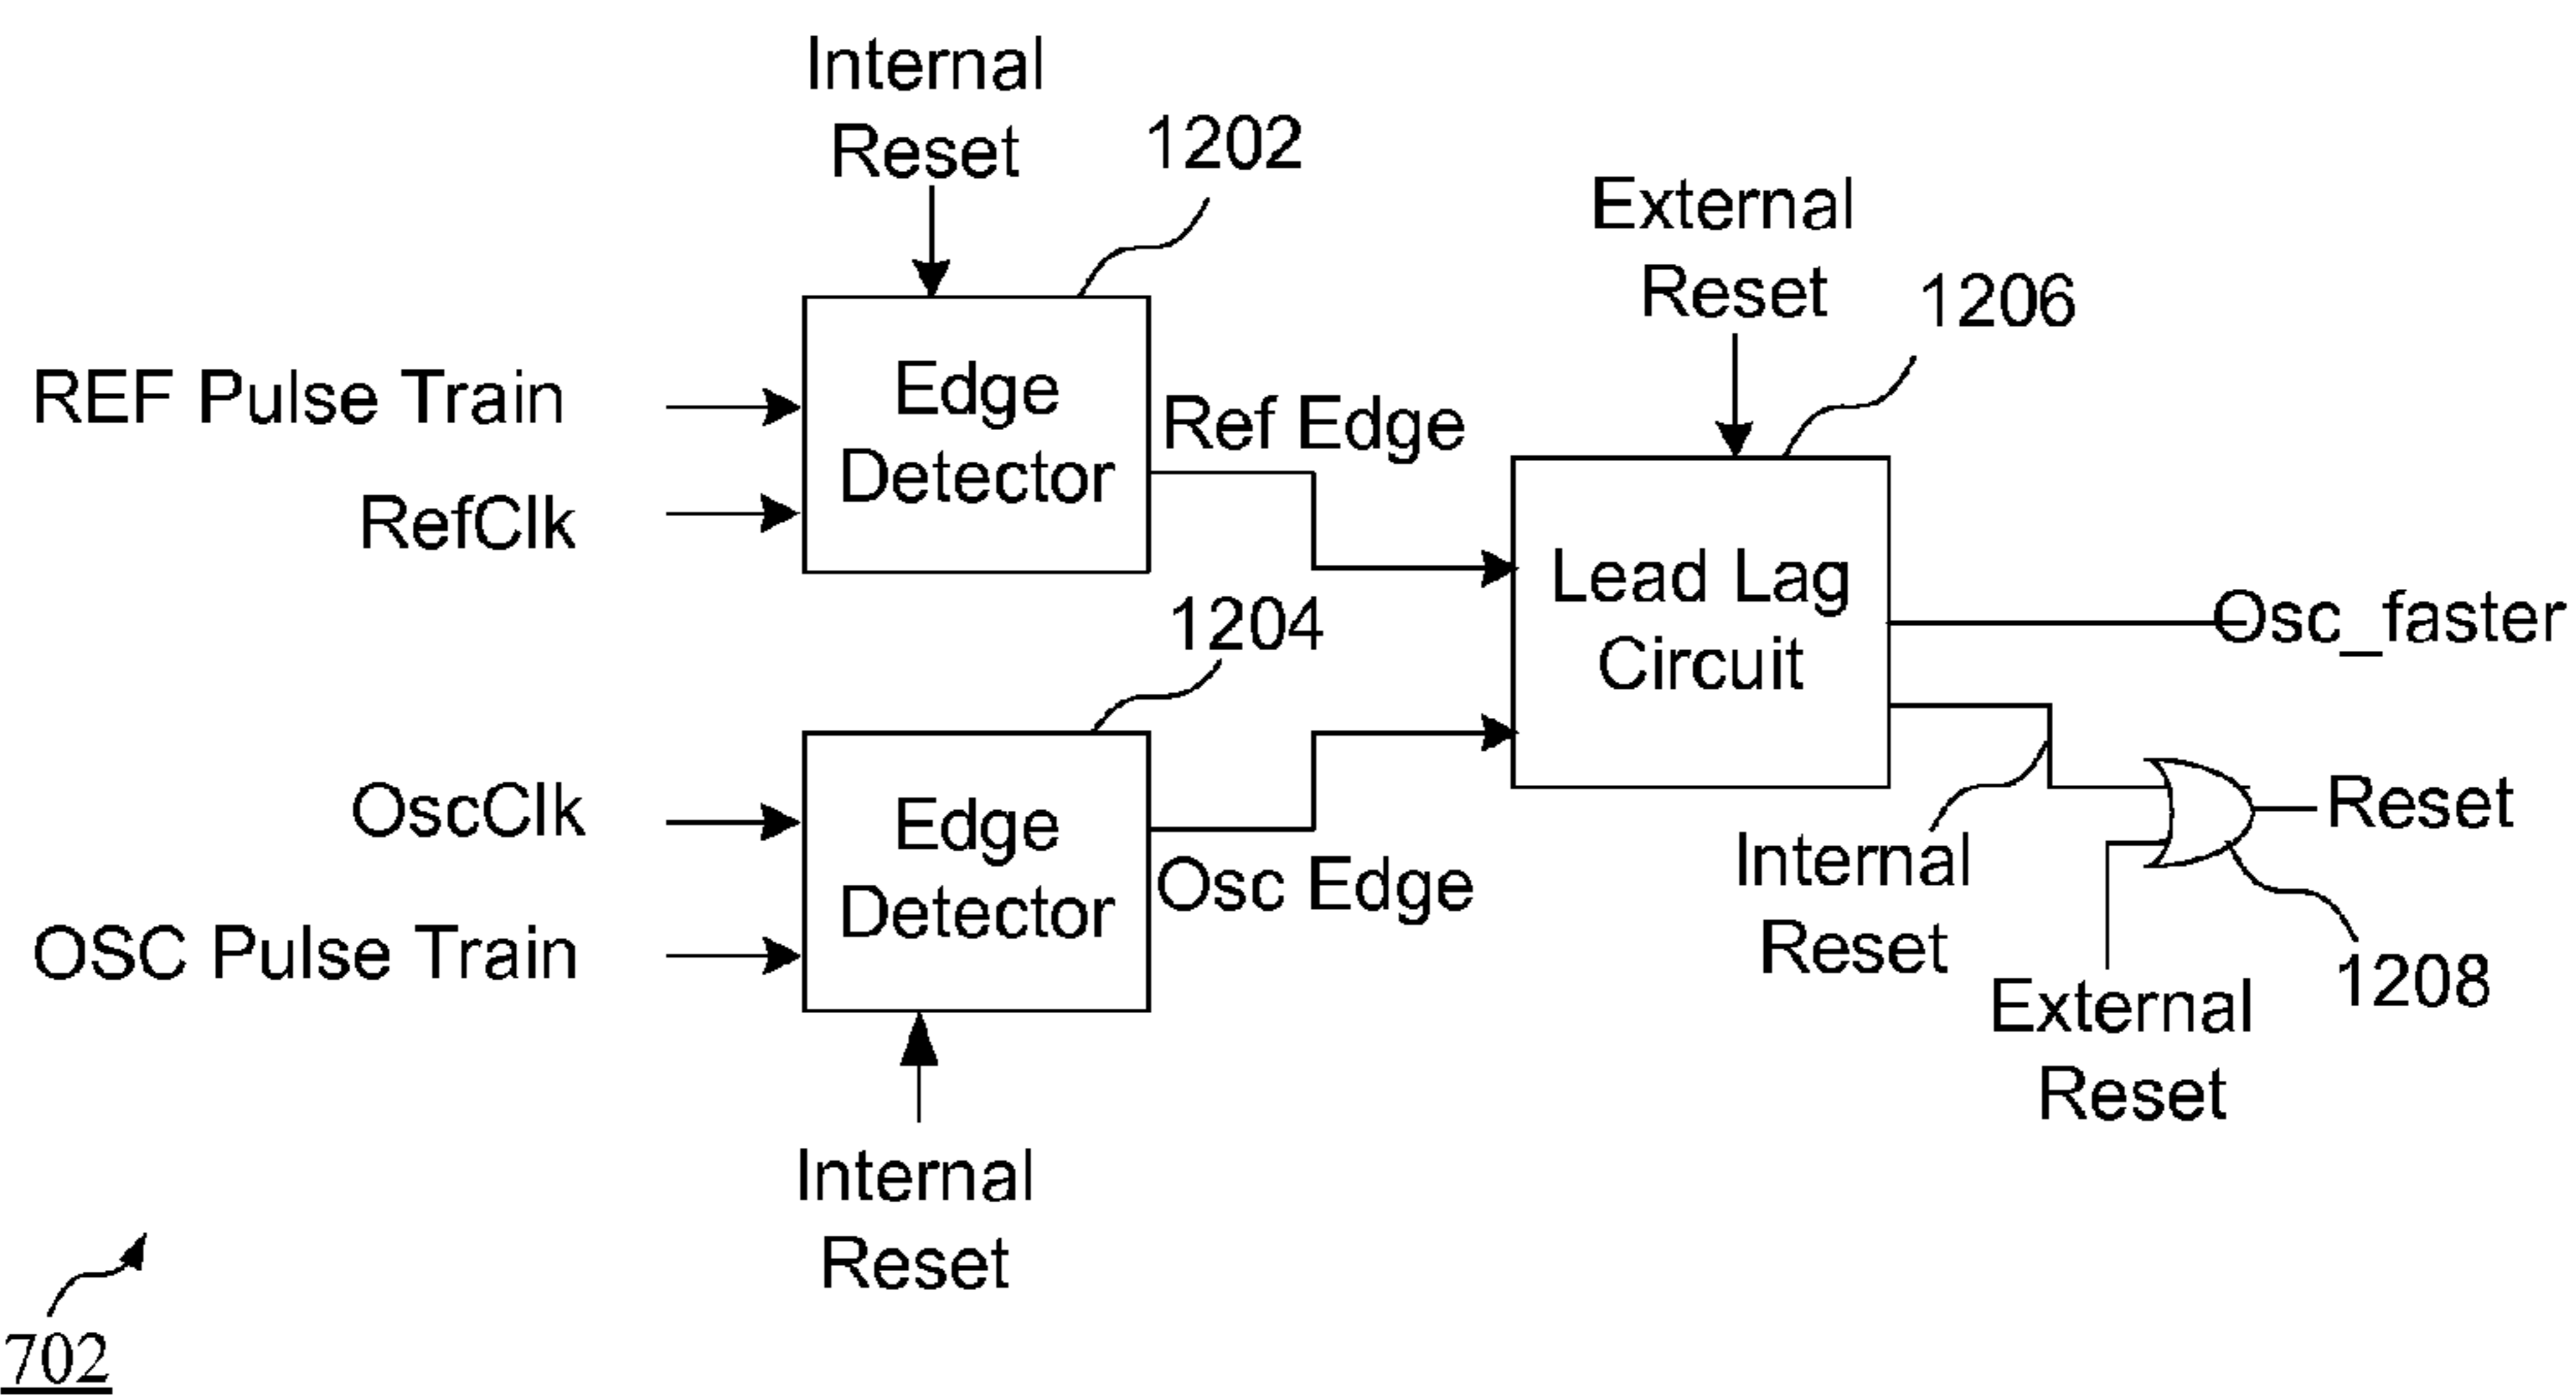 Internal
Reset
1202
External
Reset
1206
REF Pulse Train
RefClk
Edge
Detector
Ref Edge
Lead Lag
Circuit
Osc_faster
1204
OscClk
OSC Pulse Train
Edge
Detector
Osc Edge
Internal
Reset
Reset
External
Reset
1208
Internal
Reset
702